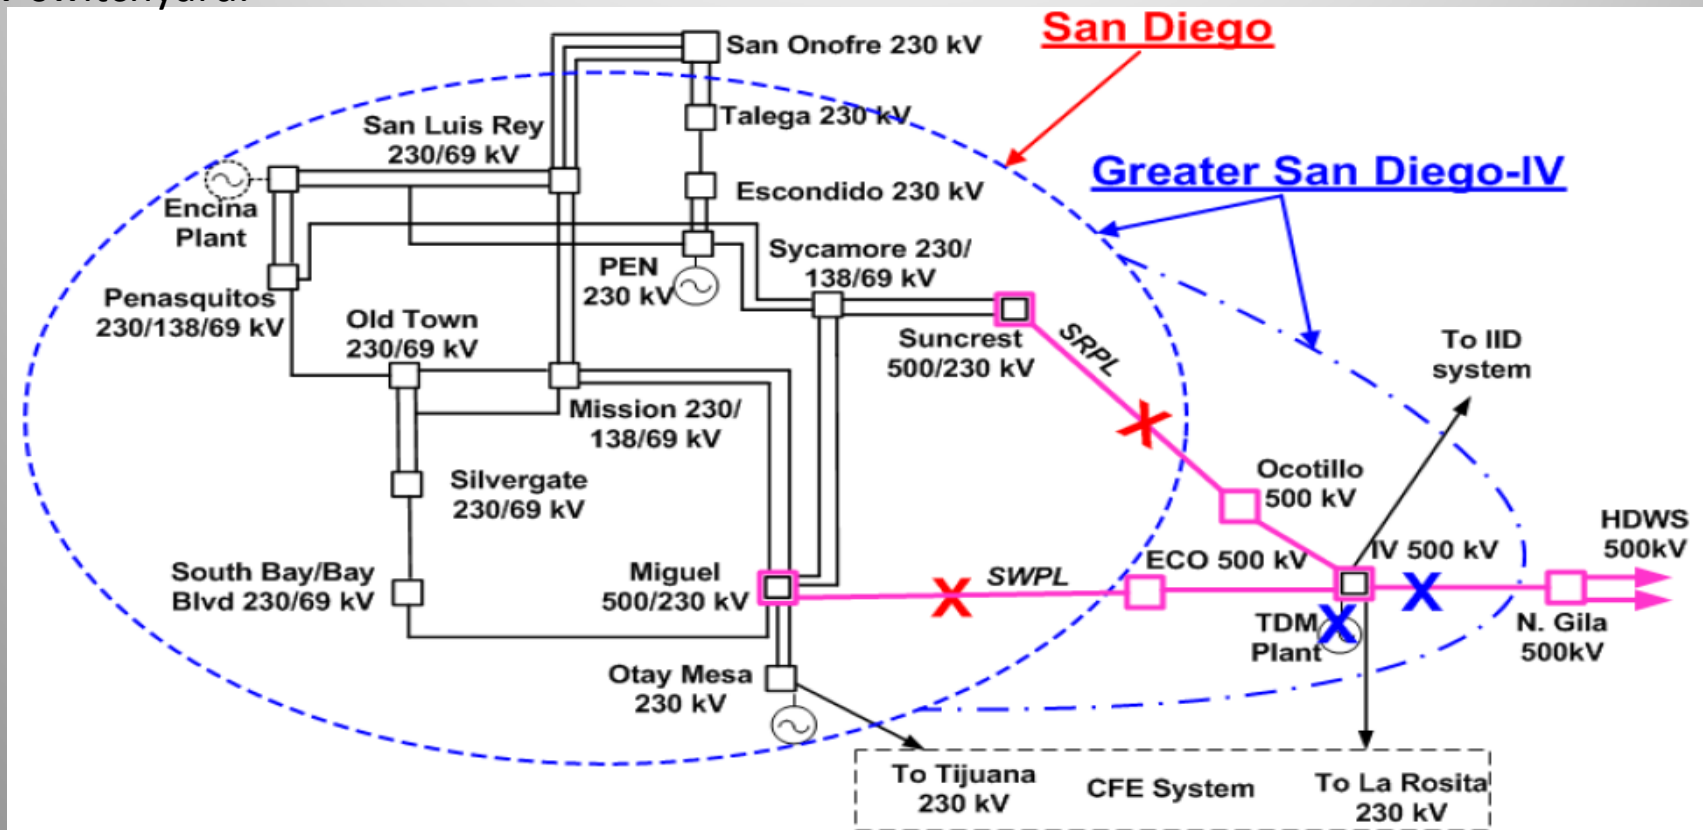 San Diego
San Onofre 230 kV
Talega 230 kV
San Luis Rey
230/69 kV
Greater San Diego-IV
Escondido 230 kV
Encina
Plant
Sycamore 230/
138/69 kV
PEN
230 kV
Penasquitos
230/138/69 kV
Old Town
230/69 kV
Suncrest
500/230 kV
SRPL
To IID
system
Mission 230/
138/69 kV
Ocotillo
500 kV
Silvergate
230/69 kV
HDWS
500kV
IV 500 kV
ECO 500 kV
South Bay/Bay
Blvd 230/69 kV
Miguel
500/230 kV
SWPL
X
X
X
X
TDM
Plant
N. Gila
500kV
Otay Mesa
230 kV
To Tijuana
230 kV
CFE System
To La Rosita
230 kV